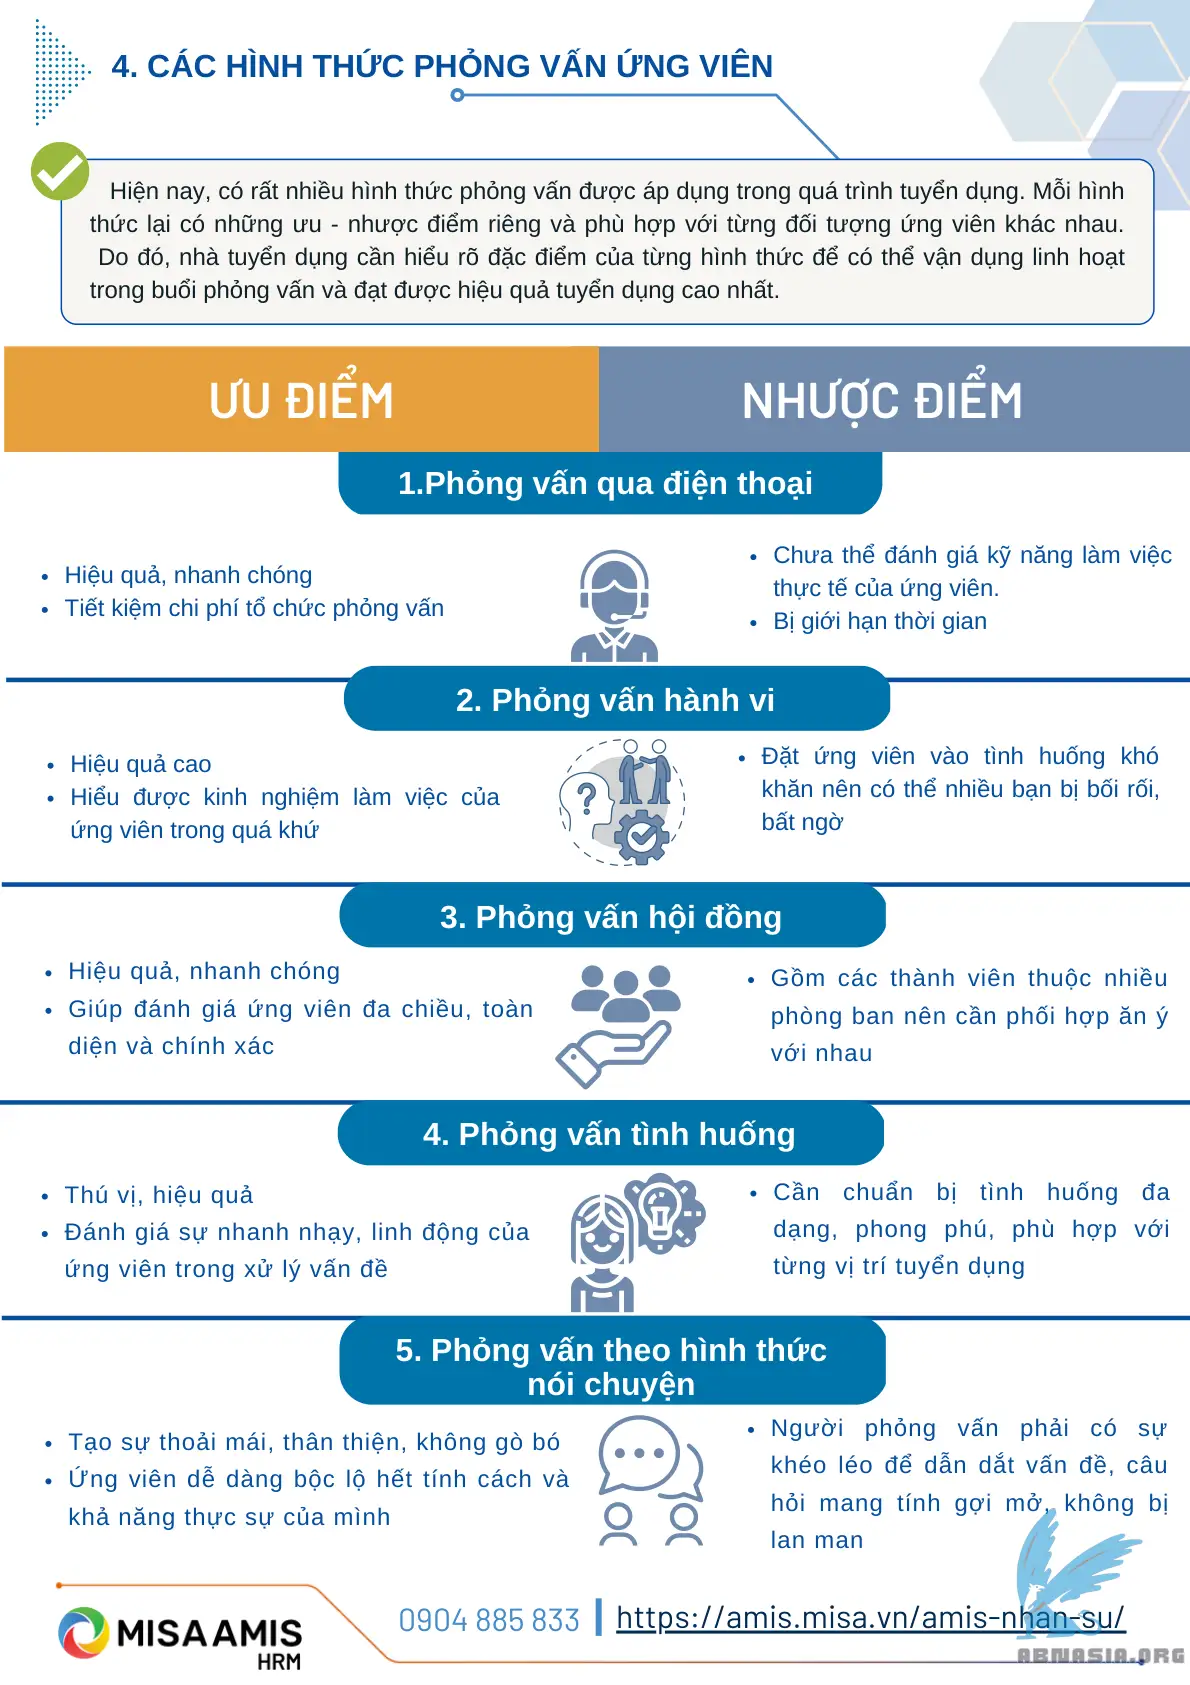 4. CÁC HÌNH THỨC PHỎNG VẤN ỨNG VIÊN
Hiện nay, có rất nhiều hình thức phỏng vấn được áp dụng trong quá trình tuyển dụng. Mỗi hình
thức lại có những ưu - nhược điểm riêng và phù hợp với từng đối tượng ứng viên khác nhau.
Do đó, nhà tuyển dụng cần hiểu rõ đặc điểm của từng hình thức để có thể vận dụng linh hoạt
trong buổi phỏng vấn và đạt được hiệu quả tuyển dụng cao nhất.
ƯU ĐIỂM
NHƯỢC ĐIỂM
1.Phỏng vấn qua điện thoại
• Hiệu quả, nhanh chóng
• Tiết kiệm chi phí tổ chức phỏng vấn
• Chưa thể đánh giá kỹ năng làm việc
thực tế của ứng viên.
• Bị giới hạn thời gian
2. Phỏng vấn hành vi
• Hiệu quả cao
• Hiểu được kinh nghiệm làm việc của
ứng viên trong quá khứ
?
• Đặt ứng viên vào tình huống khó
khăn nên có thể nhiều bạn bị bối rối,
bất ngờ
3. Phỏng vấn hội đồng
• Hiệu quả, nhanh chóng
• Giúp đánh giá ứng viên đa chiều, toàn
diện và chính xác
• Gồm các thành viên thuộc nhiều
phòng ban nên cần phối hợp ăn ý
với nhau
4. Phỏng vấn tình huống
• Thú vị, hiệu quả
• Đánh giá sự nhanh nhạy, linh động của
ứng viên trong xử lý vấn đề
• Cần chuẩn bị tình huống đa
dạng, phong phú, phù hợp với
từng vị trí tuyển dụng
5. Phỏng vấn theo hình thức
nói chuyện
• Tạo sự thoải mái, thân thiện, không gò bó
• Ứng viên dễ dàng bộc lộ hết tính cách và
khả năng thực sự của mình
• Người phỏng vấn phải có sự
khéo léo để dẫn dắt vấn đề, câu
hỏi mang tính gợi mở, không bị
lan man
MISA AMIS
HRM
0904 885 833
https://amis.misa.vn/amis-nhan-su/
ABNASIA.ORG